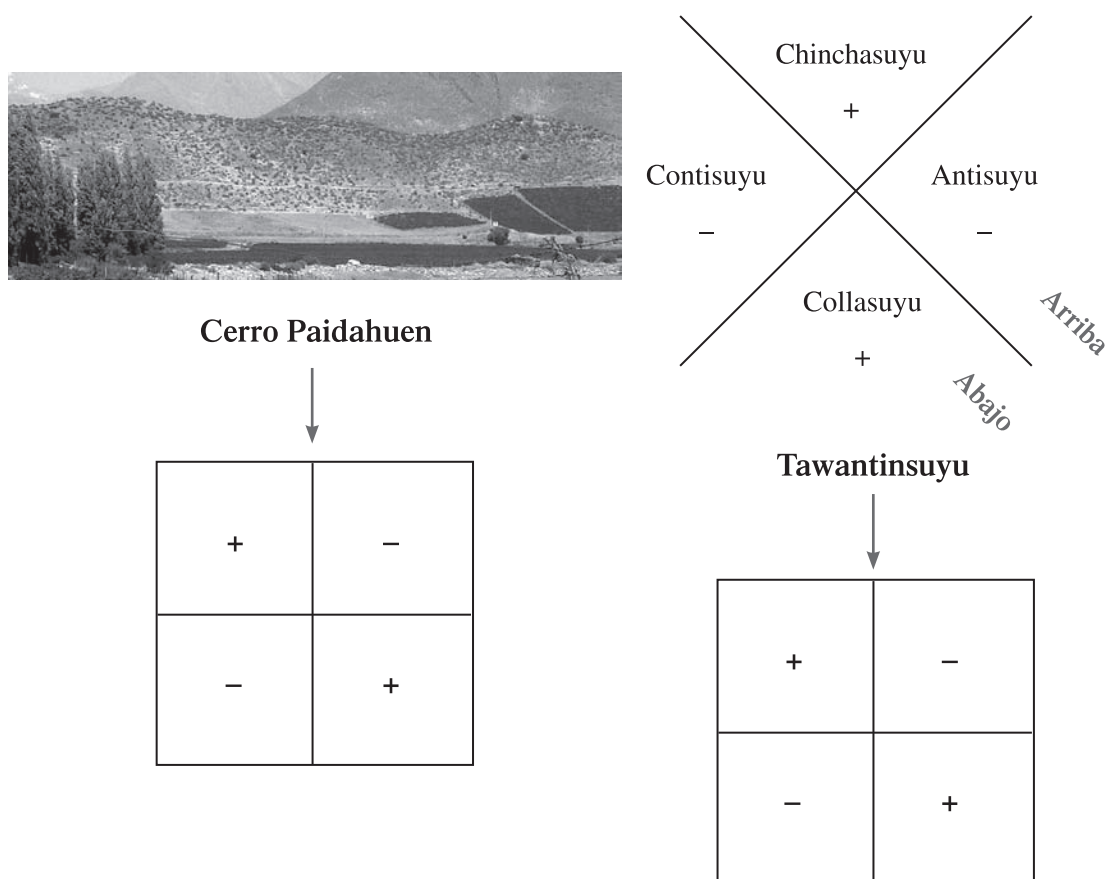 Chinchasuyu
+
Contisuyu
Antisuyu
−
−
Collasuyu
+
Arriba
Abajo
Cerro Paidahuen
+
−
−
+
Tawantinsuyu
+
−
−
+